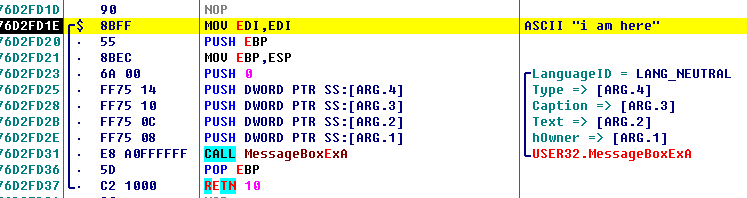 76D2FD1D 90 NOP
76D2FD1E $ 8BFF MOV EDI,EDI ASCII "i am here"
76D2FD20 . 55 PUSH EBP
76D2FD21 . 8BEC MOV EBP,ESP
76D2FD23 . 6A 00 PUSH 0 LanguageID = LANG_NEUTRAL
76D2FD25 . FF75 14 PUSH DWORD PTR SS:[ARG.4] Type => [ARG.4]
76D2FD28 . FF75 10 PUSH DWORD PTR SS:[ARG.3] Caption => [ARG.3]
76D2FD2B . FF75 0C PUSH DWORD PTR SS:[ARG.2] Text => [ARG.2]
76D2FD2E . FF75 08 PUSH DWORD PTR SS:[ARG.1] hOwner => [ARG.1]
76D2FD31 . E8 A0FFFFFF CALL MessageBoxExA USER32.MessageBoxExA
76D2FD36 . 5D POP EBP
76D2FD37 . C2 1000 RETN 10